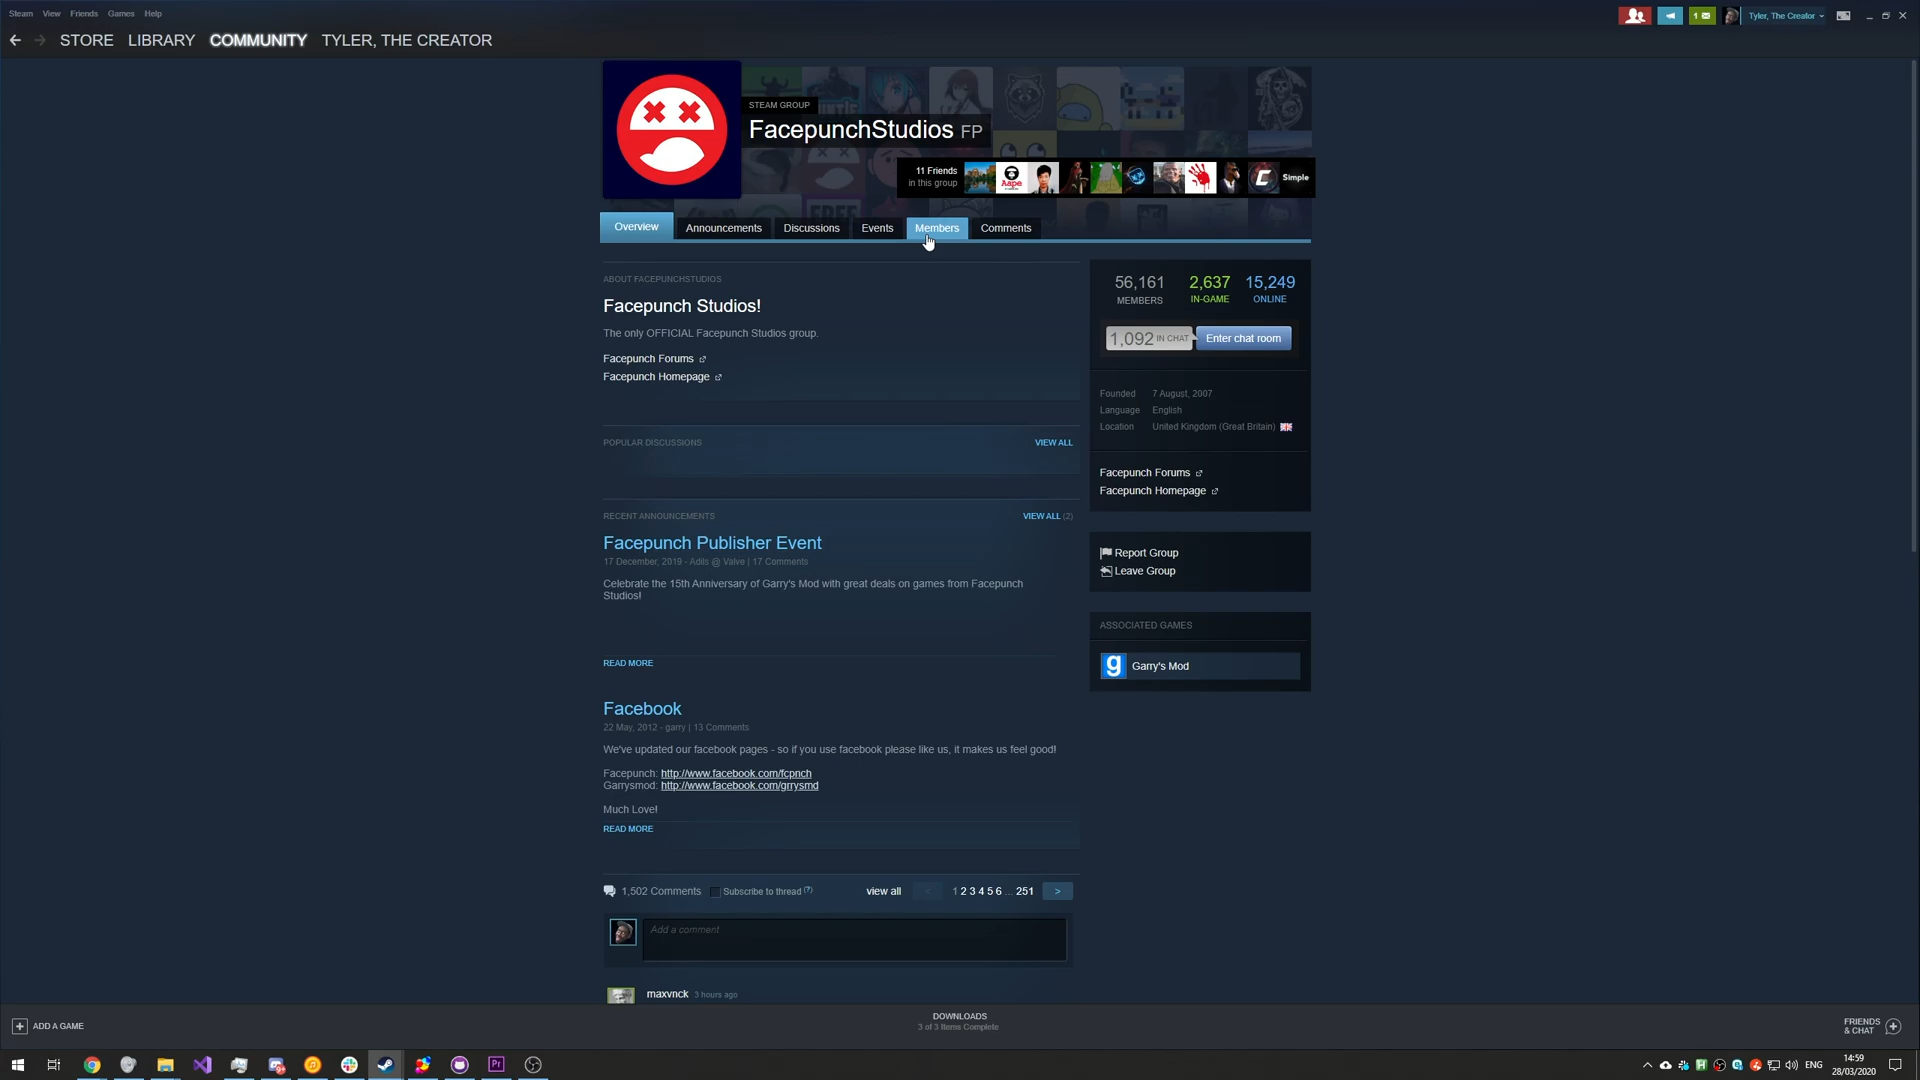 Steam View Friends Games Help
1
Tyler, The Creator
STORE LIBRARY COMMUNITY TYLER, THE CREATOR
STEAM GROUP
FacepunchStudios FP
11 Friends
in this group
Aape
Simple
Overview Announcements Discussions Events Members Comments
ABOUT FACEPUNCHSTUDIOS
Facepunch Studios!
The only OFFICIAL Facepunch Studios group.
Facepunch Forums
Facepunch Homepage
56,161 2,637 15,249
MEMBERS IN-GAME ONLINE
1,092 IN CHAT Enter chat room
Founded 7 August, 2007
Language English
Location United Kingdom (Great Britain)
Facepunch Forums
Facepunch Homepage
POPULAR DISCUSSIONS VIEW ALL
RECENT ANNOUNCEMENTS VIEW ALL (2)
Facepunch Publisher Event
17 December, 2019 - Adils @ Valve | 17 Comments
Celebrate the 15th Anniversary of Garry's Mod with great deals on games from Facepunch
Studios!
READ MORE
Report Group
Leave Group
ASSOCIATED GAMES
g Garry's Mod
Facebook
22 May, 2012 - garry | 13 Comments
We've updated our facebook pages - so if you use facebook please like us, it makes us feel good!
Facepunch: http://www.facebook.com/fcpnch
Garrysmod: http://www.facebook.com/grrysmd
Much Love!
READ MORE
1,502 Comments Subscribe to thread (?) view all < 1 2 3 4 5 6 ... 251 >
Add a comment
maxvnck 3 hours ago
ADD A GAME
DOWNLOADS
3 of 3 Items Complete
FRIENDS
& CHAT
Pr
ENG
14:59
28/03/2020